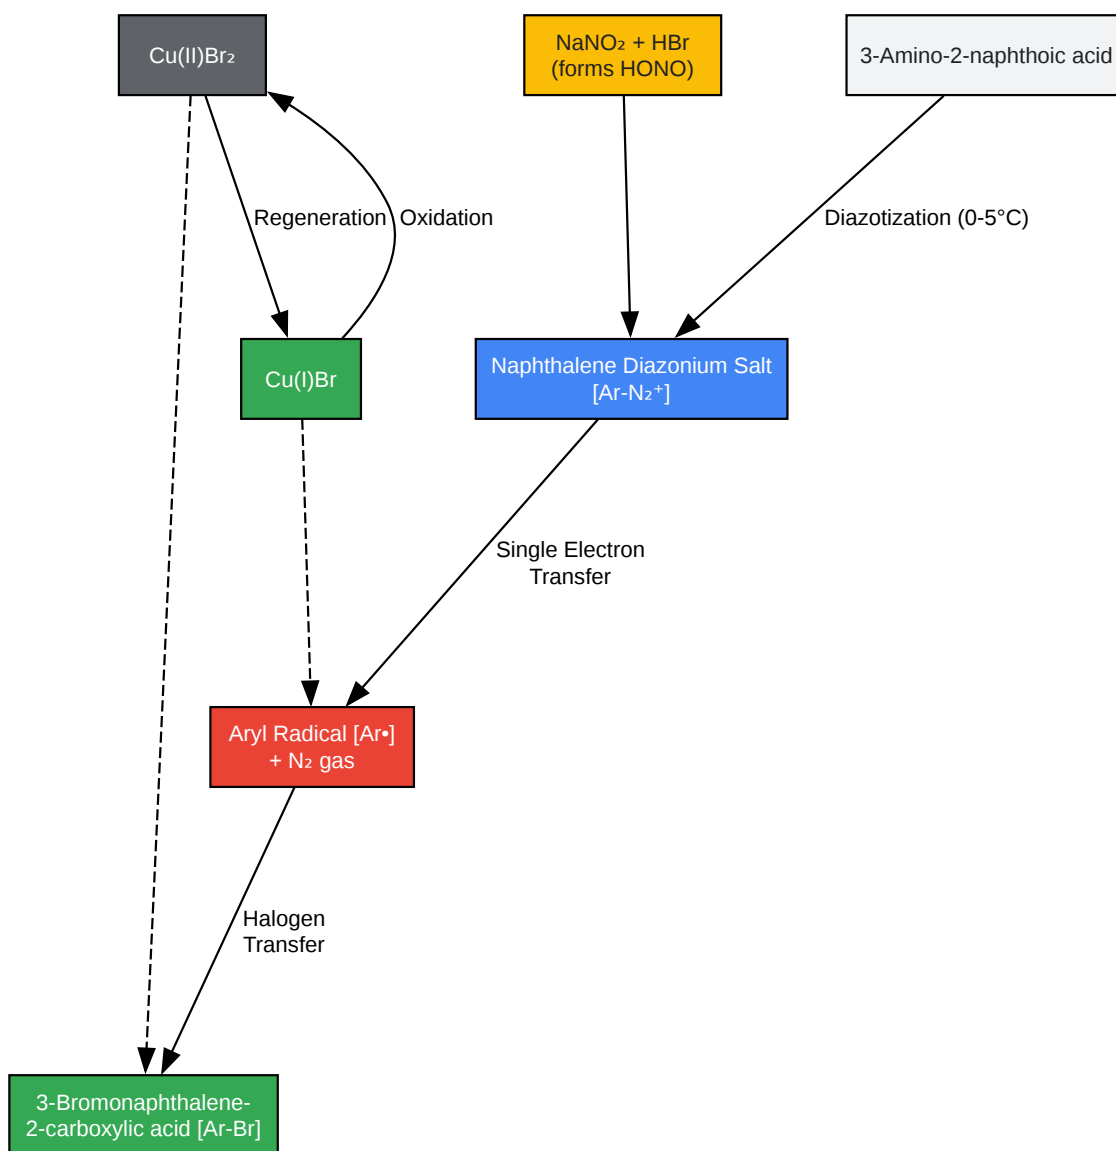 Cu(II)Br₂
NaNO₂ + HBr
(forms HONO)
3-Amino-2-naphthoic acid
Regeneration
Oxidation
Diazotization (0-5°C)
Cu(I)Br
Naphthalene Diazonium Salt
[Ar-N₂⁺]
Single Electron
Transfer
Aryl Radical [Ar•]
+ N₂ gas
Halogen
Transfer
3-Bromonaphthalene-
2-carboxylic acid [Ar-Br]